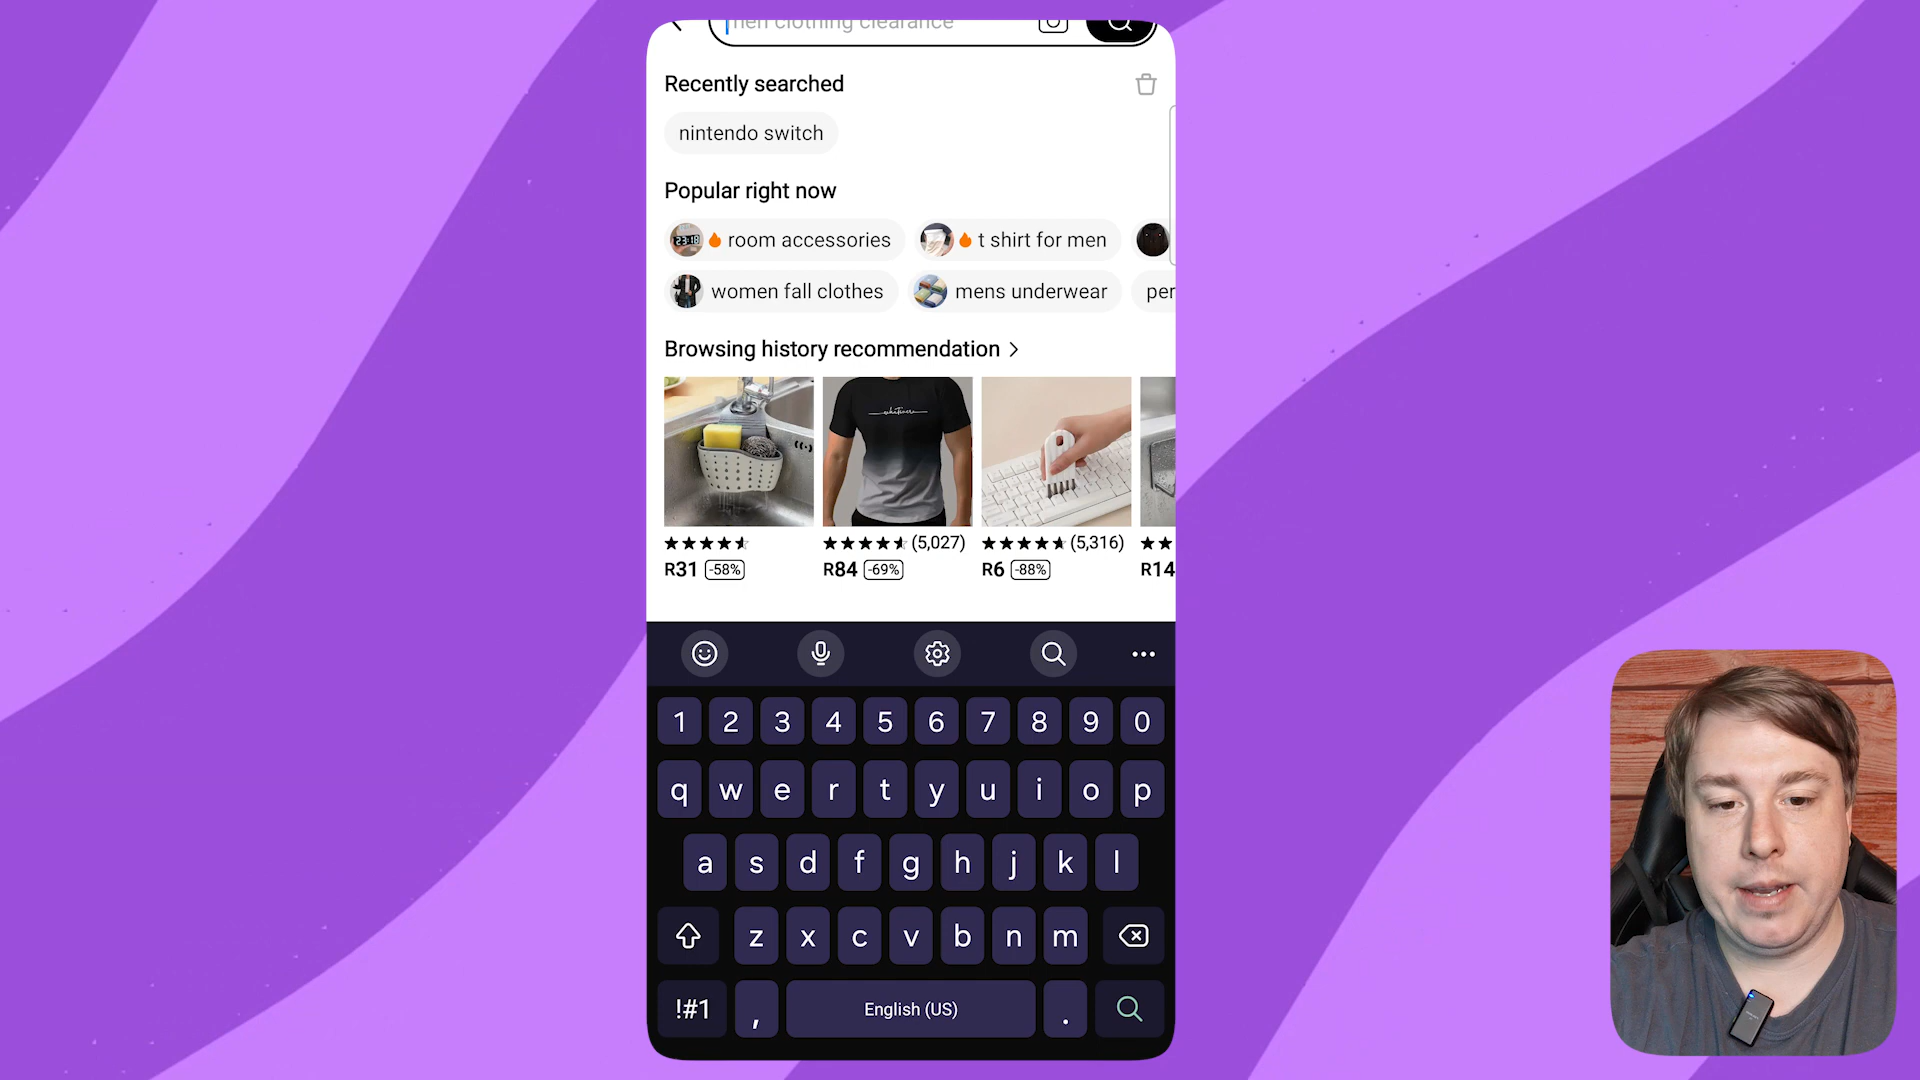 men clothing clearance
Recently searched
nintendo switch
Popular right now
room accessories
t shirt for men
women fall clothes
mens underwear
per
Browsing history recommendation >
(5,027)
(5,316)
R31 -58%
R84 -69%
R6 -88%
R14
1 2 3 4 5 6 7 8 9 0
q w e r t y u i o p
a s d f g h j k l
z x c v b n m
!#1 , English (US) .